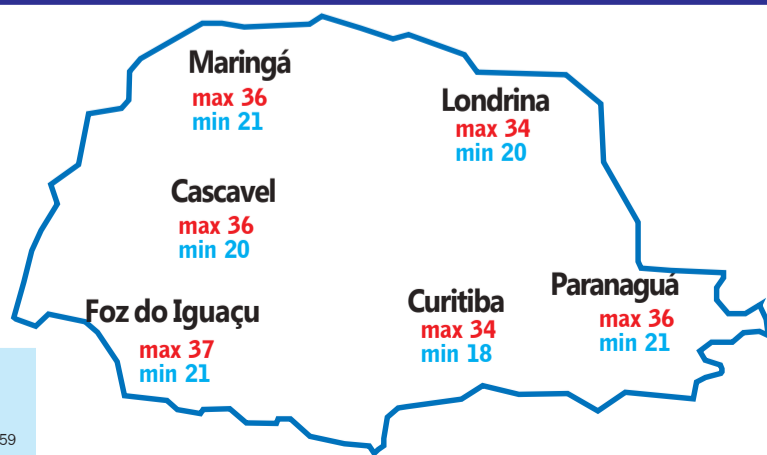 Maringá
max 36
min 21
Londrina
max 34
min 20
Cascavel
max 36
min 20
Foz do Iguaçu
max 37
min 21
Curitiba
max 34
min 18
Paranaguá
max 36
min 21
59